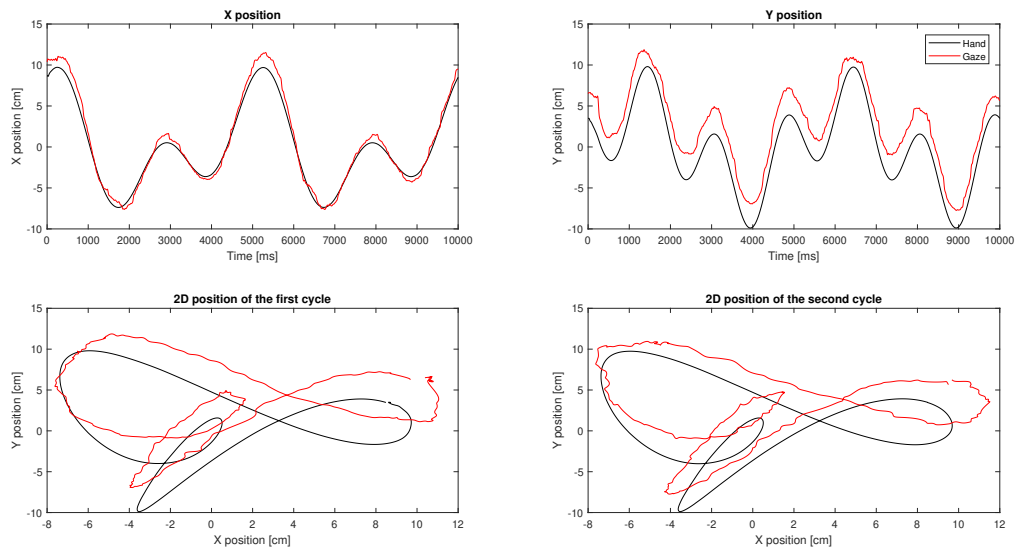 X position
15
10
5
0
-5
-10
X position [cm]
0 1000 2000 3000 4000 5000 6000 7000 8000 9000 10000
Time [ms]
Y position
15
10
5
0
-5
-10
Y position [cm]
0 1000 2000 3000 4000 5000 6000 7000 8000 9000 10000
Time [ms]
Hand
Gaze
2D position of the first cycle
15
10
5
0
-5
-10
Y position [cm]
-8 -6 -4 -2 0 2 4 6 8 10 12
X position [cm]
2D position of the second cycle
15
10
5
0
-5
-10
Y position [cm]
-8 -6 -4 -2 0 2 4 6 8 10 12
X position [cm]